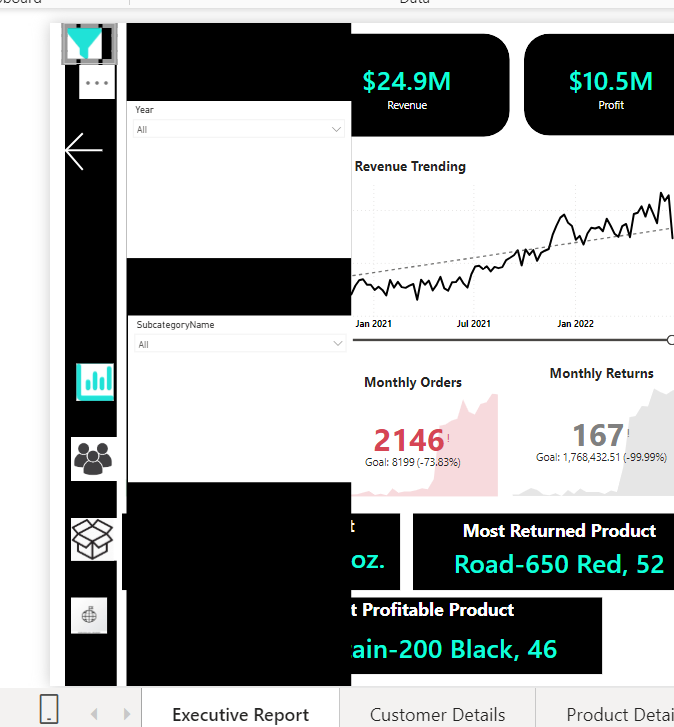 Data
$24.9M
Revenue
$10.5M
Profit
Year
All
Revenue Trending
Jan 2021
Jul 2021
Jan 2022
SubcategoryName
All
Monthly Orders
2146!
Goal: 8199 (-73.83%)
Monthly Returns
167!
Goal: 1,768,432.51 (-99.99%)
t
oz.
Most Returned Product
Road-650 Red, 52
t Profitable Product
ain-200 Black, 46
Executive Report
Customer Details
Product Detai